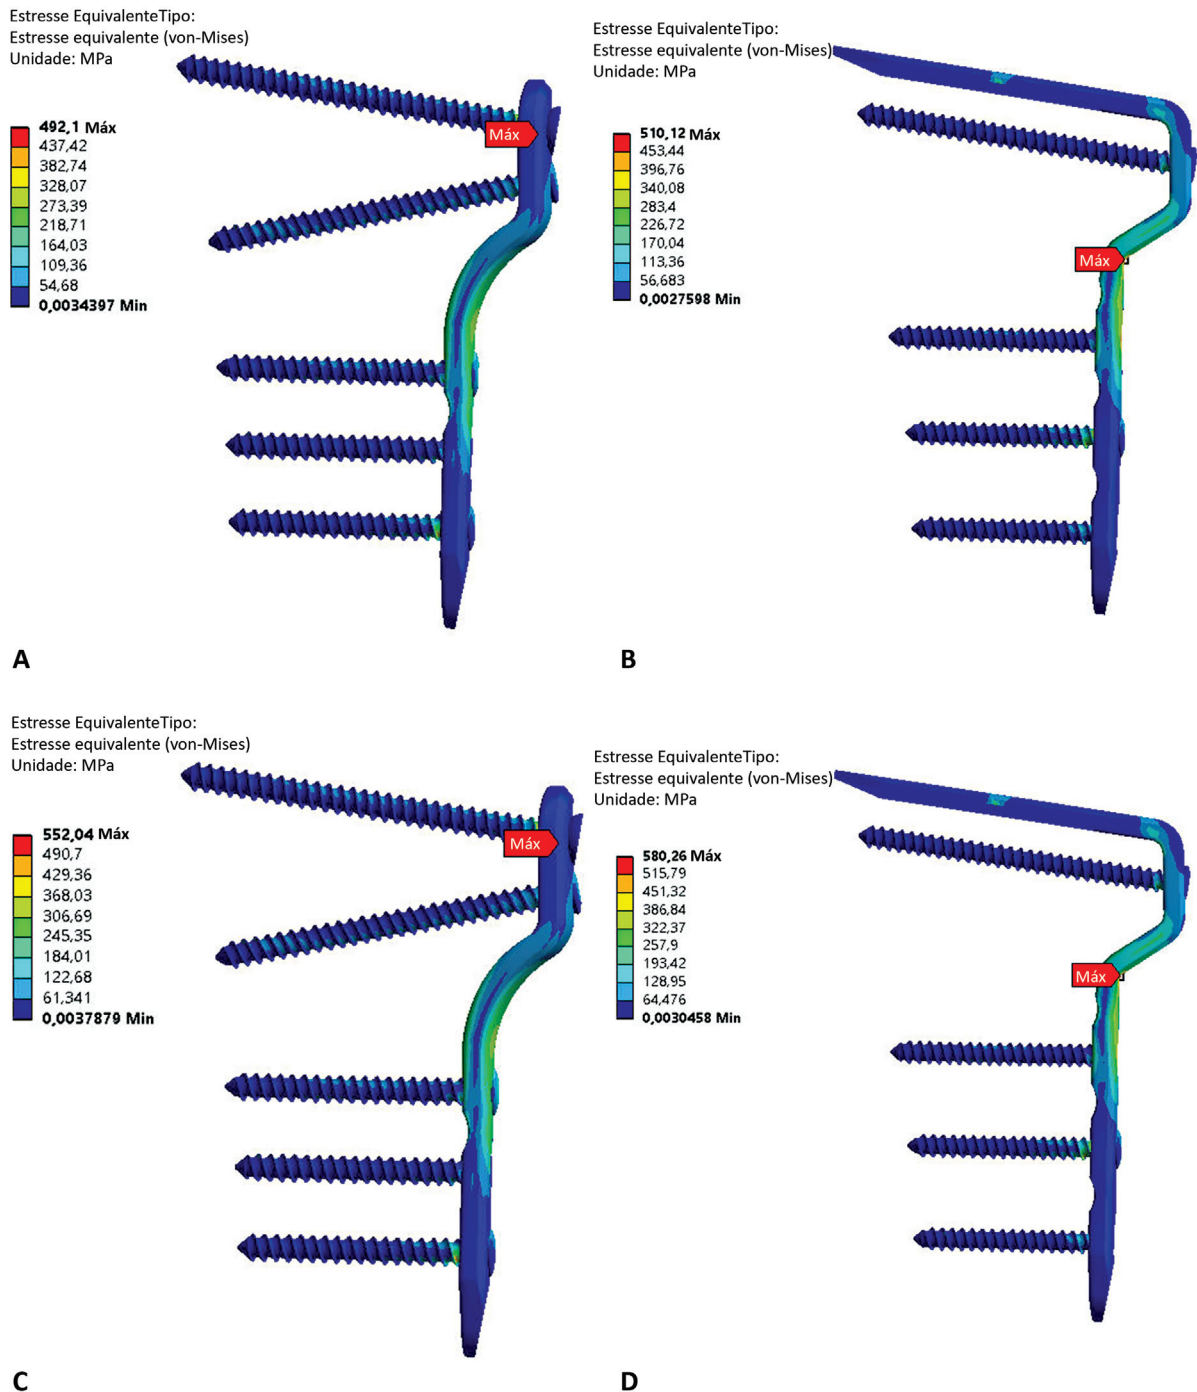 Estresse EquivalenteTipo:
Estresse equivalente (von-Mises)
Unidade: MPa
492,1 Máx
437,42
382,74
328,07
273,39
218,71
164,03
109,36
54,68
0,0034397 Min
Máx
A
Estresse EquivalenteTipo:
Estresse equivalente (von-Mises)
Unidade: MPa
510,12 Máx
453,44
396,76
340,08
283,4
226,72
170,04
113,36
56,683
0,0027598 Min
Máx
B
Estresse EquivalenteTipo:
Estresse equivalente (von-Mises)
Unidade: MPa
552,04 Máx
490,7
429,36
368,03
306,69
245,35
184,01
122,68
61,341
0,0037879 Min
Máx
C
Estresse EquivalenteTipo:
Estresse equivalente (von-Mises)
Unidade: MPa
580,26 Máx
515,79
451,32
386,84
322,37
257,9
193,42
128,95
64,476
0,0030458 Min
Máx
D